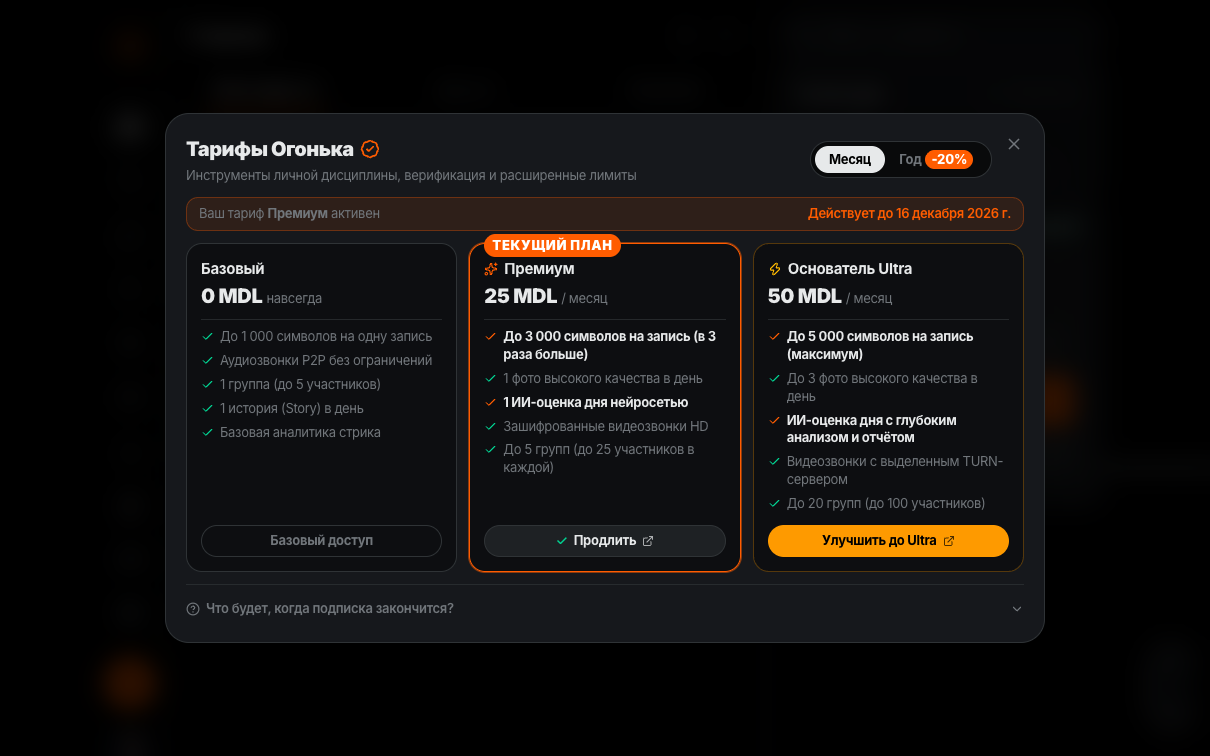 Тарифы Огонька
Инструменты личной дисциплины, верификация и расширенные лимиты
Месяц
Год -20%
Ваш тариф Премиум активен
Действует до 16 декабря 2026 г.
Базовый
0 MDL навсегда
До 1 000 символов на одну запись
Аудиозвонки P2P без ограничений
1 группа (до 5 участников)
1 история (Story) в день
Базовая аналитика стрика
Базовый доступ
ТЕКУЩИЙ ПЛАН
Премиум
25 MDL / месяц
До 3 000 символов на запись (в 3
раза больше)
1 фото высокого качества в день
1 ИИ-оценка дня нейросетью
Зашифрованные видеозвонки HD
До 5 групп (до 25 участников в
каждой)
Продлить
Основатель Ultra
50 MDL / месяц
До 5 000 символов на запись
(максимум)
До 3 фото высокого качества в
день
ИИ-оценка дня с глубоким
анализом и отчётом
Видеозвонки с выделенным TURN-
сервером
До 20 групп (до 100 участников)
Улучшить до Ultra
Что будет, когда подписка закончится?